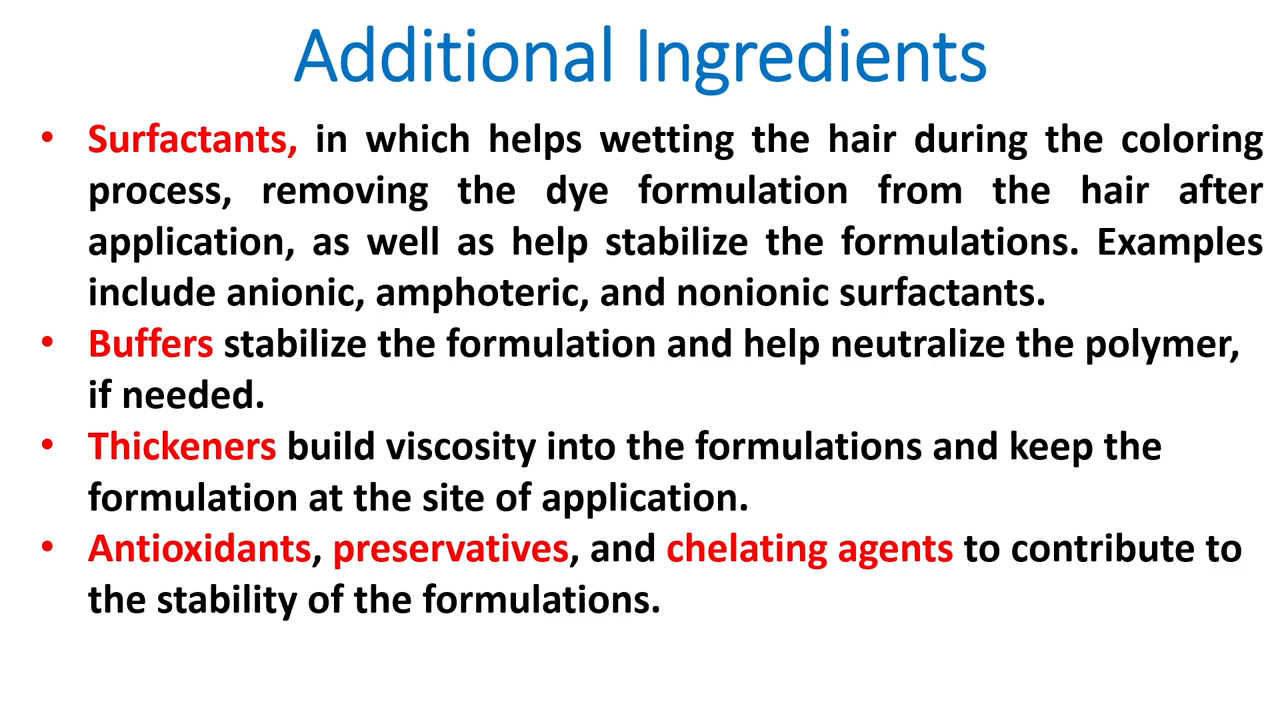 Additional Ingredients
• Surfactants, in which helps wetting the hair during the coloring
process, removing the dye formulation from the hair after
application, as well as help stabilize the formulations. Examples
include anionic, amphoteric, and nonionic surfactants.
• Buffers stabilize the formulation and help neutralize the polymer,
if needed.
• Thickeners build viscosity into the formulations and keep the
formulation at the site of application.
• Antioxidants, preservatives, and chelating agents to contribute to
the stability of the formulations.